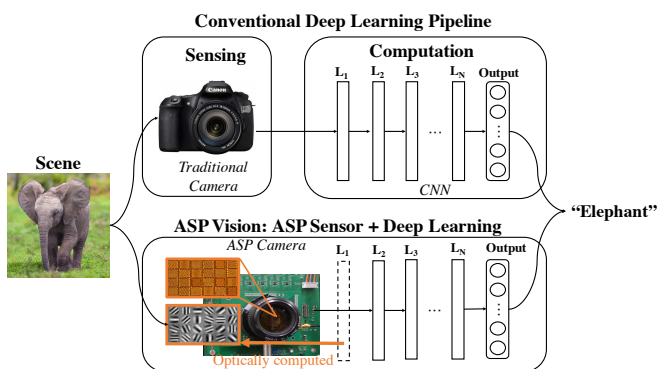 Conventional Deep Learning Pipeline
Sensing
Computation
L1 L2 L3 LN Output
Canon
...
Traditional
Camera
CNN
Scene
"Elephant"
ASP Vision: ASP Sensor + Deep Learning
ASP Camera
L1 L2 L3 LN Output
...
Optically computed